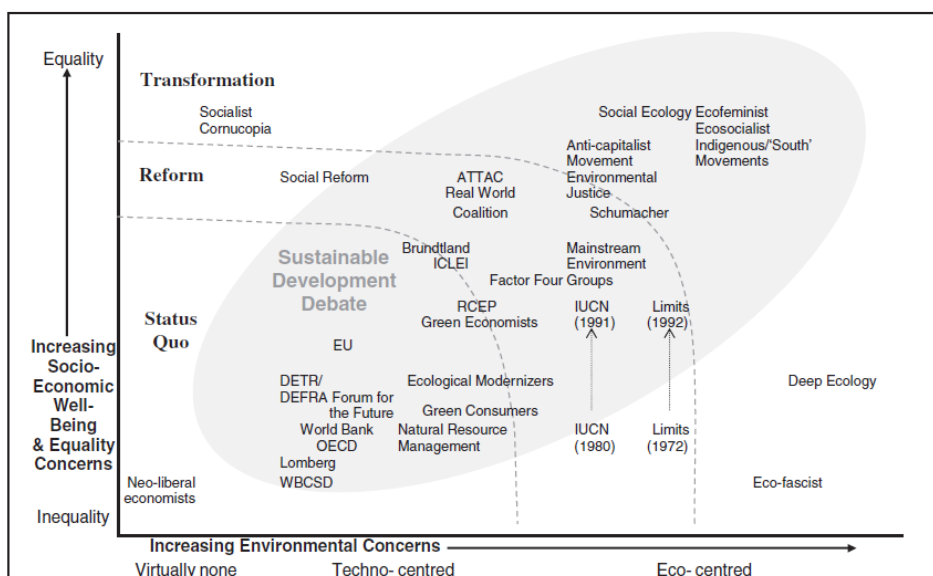 Equality
Transformation
Socialist
Cornucopia
Social Ecology Ecofeminist
Ecosocialist
Indigenous/'South'
Movements
Anti-capitalist
Movement
Environmental
Justice
Reform
Social Reform
ATTAC
Real World
Coalition
Schumacher
Brundtland
ICLEI
Mainstream
Environment
Sustainable
Development
Debate
Factor Four Groups
Status
Quo
RCEP
Green Economists
IUCN
(1991)
Limits
(1992)
EU
Increasing
Socio-
Economic
Well-
Being
& Equality
Concerns
DETR/
DEFRA Forum for
the Future
Ecological Modernizers
Deep Ecology
Green Consumers
World Bank
OECD
Natural Resource
Management
IUCN
(1980)
Limits
(1972)
Lomberg
WBCSD
Neo-liberal
economists
Eco-fascist
Inequality
Increasing Environmental Concerns
Virtually none
Techno- centred
Eco- centred